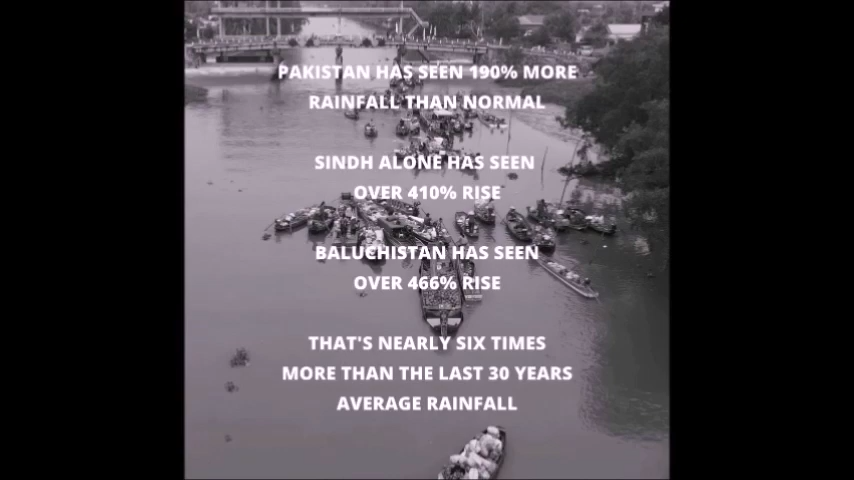 PAKISTAN HAS SEEN 190% MORE
RAINFALL THAN NORMAL
SINDH ALONE HAS SEEN
OVER 410% RISE
BALUCHISTAN HAS SEEN
OVER 466% RISE
THAT'S NEARLY SIX TIMES
MORE THAN THE LAST 30 YEARS
AVERAGE RAINFALL